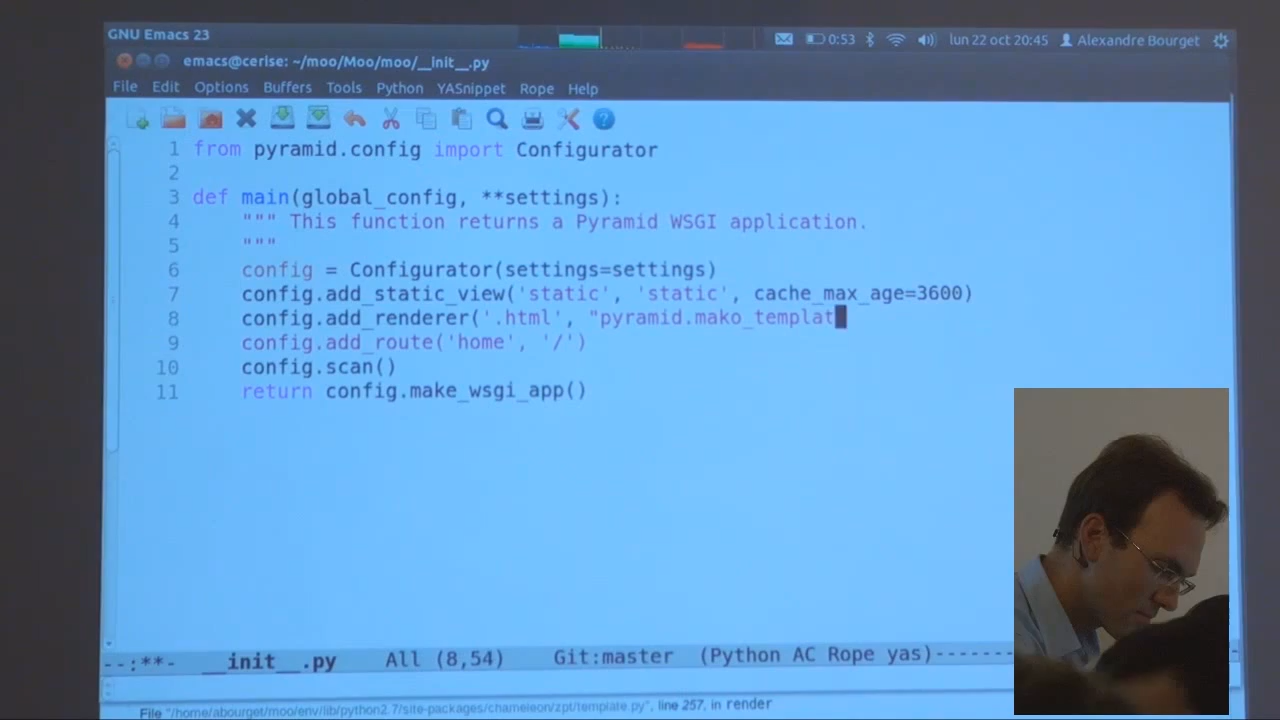 GNU Emacs 23
0:53 lun 22 oct 20:45 Alexandre Bourget
emacs@cerise: ~/moo/Moo/moo/__init__.py
File Edit Options Buffers Tools Python YASnippet Rope Help
1 from pyramid.config import Configurator
2
3 def main(global_config, **settings):
4 """ This function returns a Pyramid WSGI application.
5 """
6 config = Configurator(settings=settings)
7 config.add_static_view('static', 'static', cache_max_age=3600)
8 config.add_renderer('.html', "pyramid.mako_templat
9 config.add_route('home', '/')
10 config.scan()
11 return config.make_wsgi_app()
--:**- __init__.py All (8,54) Git:master (Python AC Rope yas)-------
File "/home/abourget/moo/env/lib/python2.7/site-packages/chameleon/zpt/template.py", line 257, in render